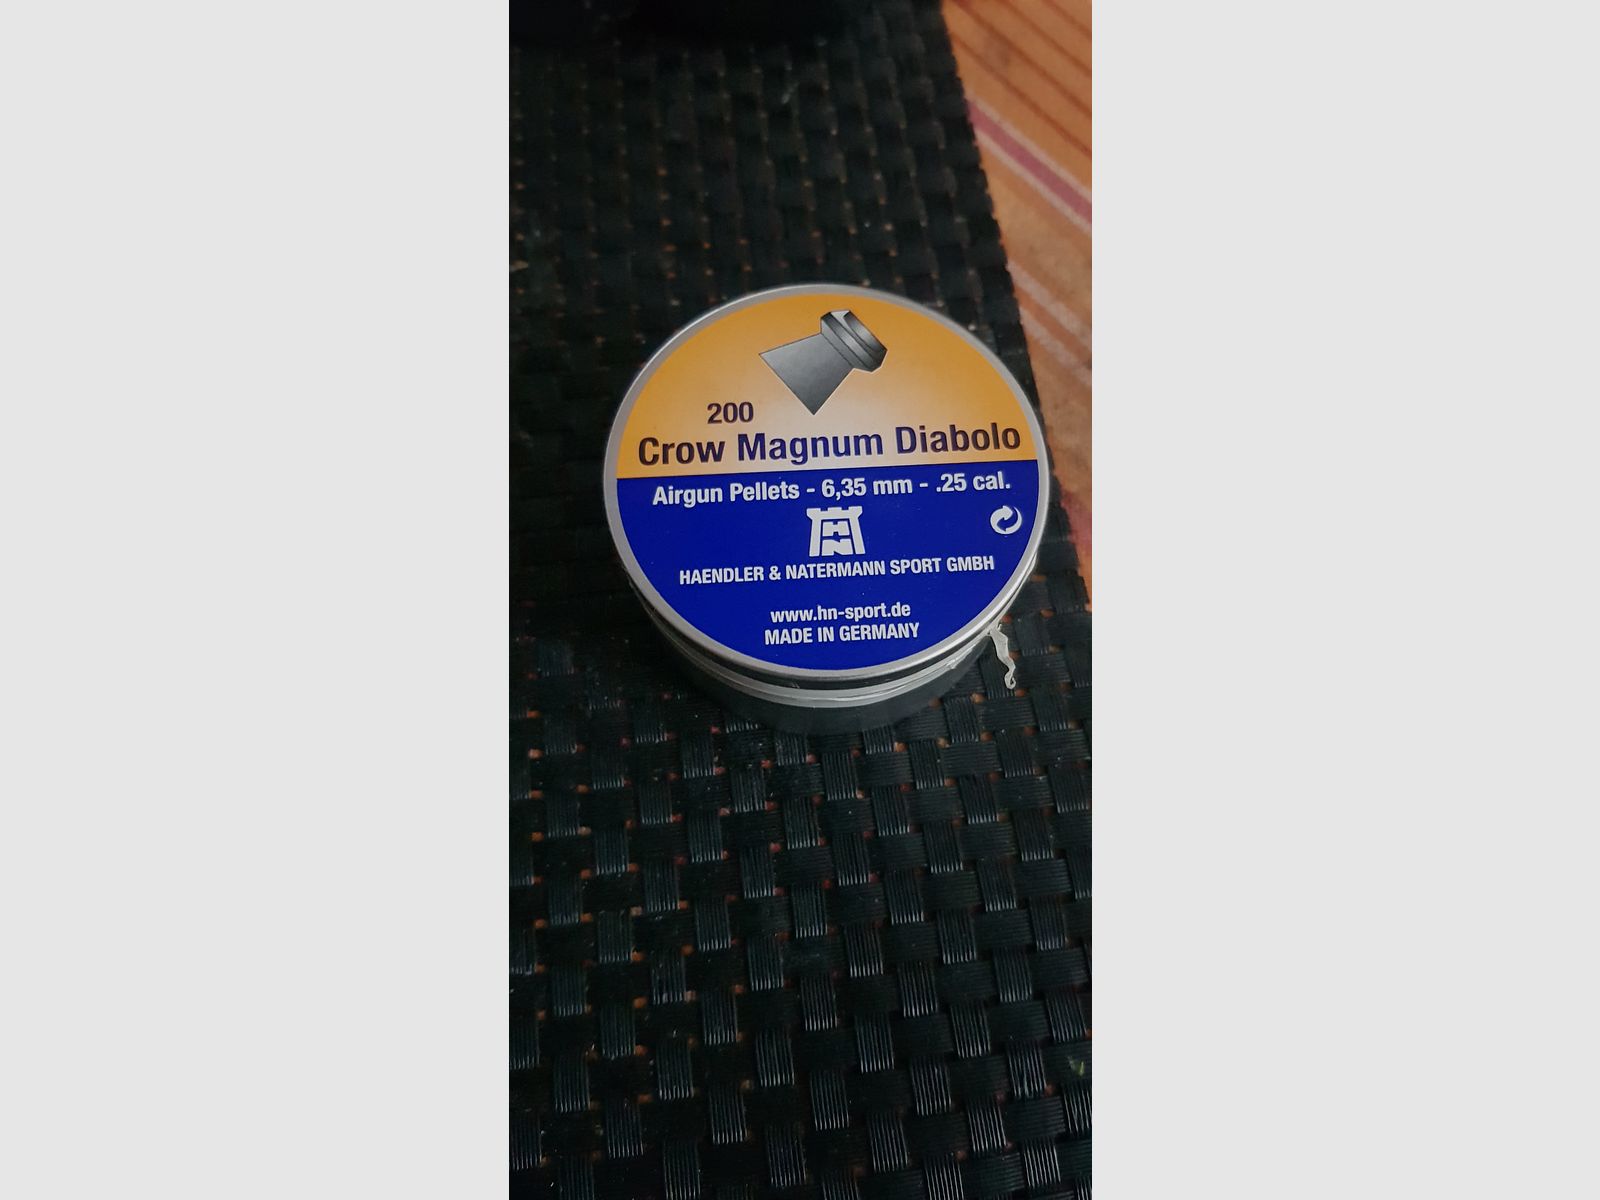 200
Crow Magnum Diabolo
Airgun Pellets - 6,35 mm - .25 cal.
HN
HAENDLER & NATERMANN SPORT GMBH
www.hn-sport.de
MADE IN GERMANY